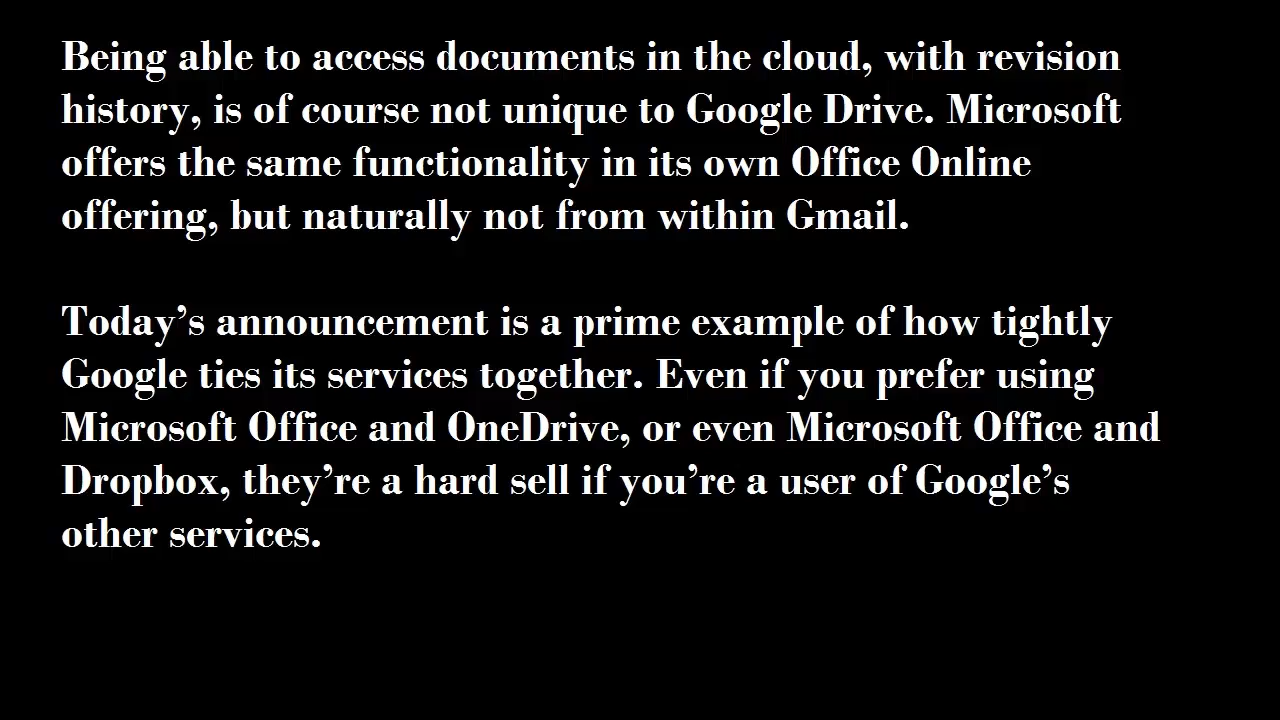 Being able to access documents in the cloud, with revision
history, is of course not unique to Google Drive. Microsoft
offers the same functionality in its own Office Online
offering, but naturally not from within Gmail.
Today’s announcement is a prime example of how tightly
Google ties its services together. Even if you prefer using
Microsoft Office and OneDrive, or even Microsoft Office and
Dropbox, they’re a hard sell if you’re a user of Google’s
other services.